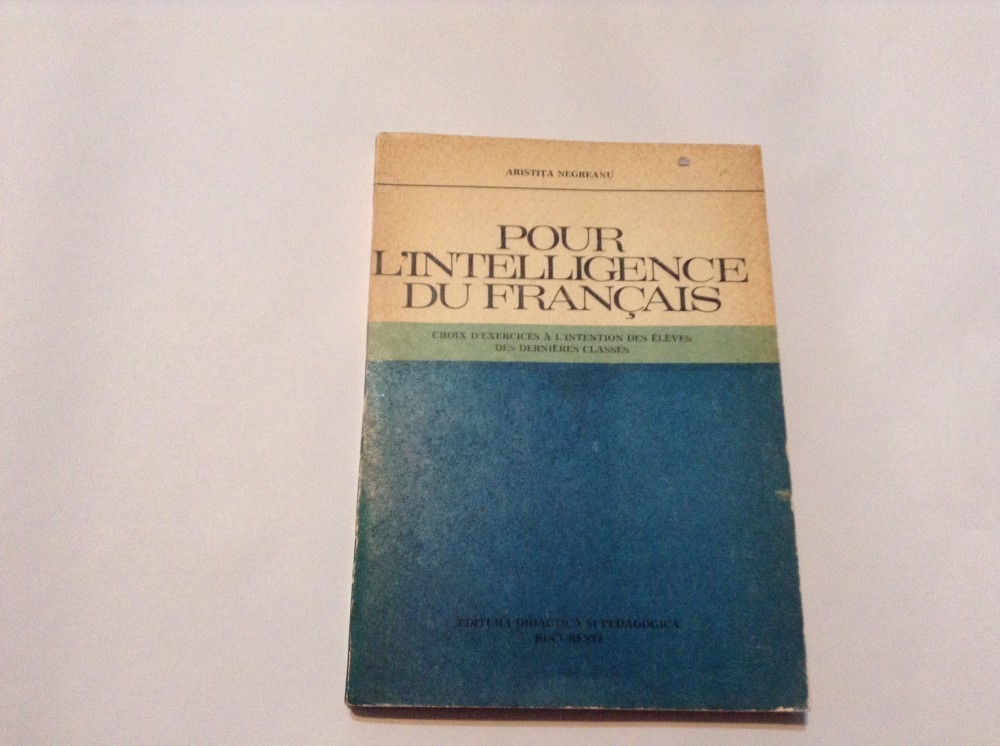 ARISTIȚA NEGREANU
POUR
L'INTELLIGENCE
DU FRANÇAIS
CHOIX D'EXERCICES À L'INTENTION DES ÉLÈVES
DES DERNIÈRES CLASSES
EDITURA DIDACTICĂ ȘI PEDAGOGICĂ
BUCUREȘTI